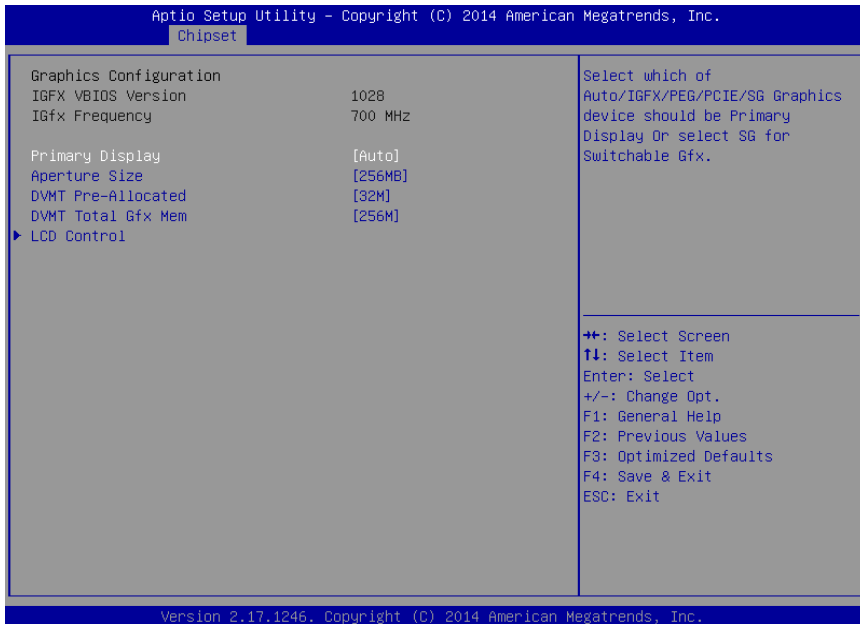 Aptio Setup Utility – Copyright (C) 2014 American Megatrends, Inc.
Chipset
Graphics Configuration
IGFX VBIOS Version 1028
IGfx Frequency 700 MHz
Primary Display [Auto]
Aperture Size [256MB]
DVMT Pre-Allocated [32M]
DVMT Total Gfx Mem [256M]
► LCD Control
Select which of
Auto/IGFX/PEG/PCIE/SG Graphics
device should be Primary
Display Or select SG for
Switchable Gfx.
→←: Select Screen
↑↓: Select Item
Enter: Select
+/-: Change Opt.
F1: General Help
F2: Previous Values
F3: Optimized Defaults
F4: Save & Exit
ESC: Exit
Version 2.17.1246. Copyright (C) 2014 American Megatrends, Inc.